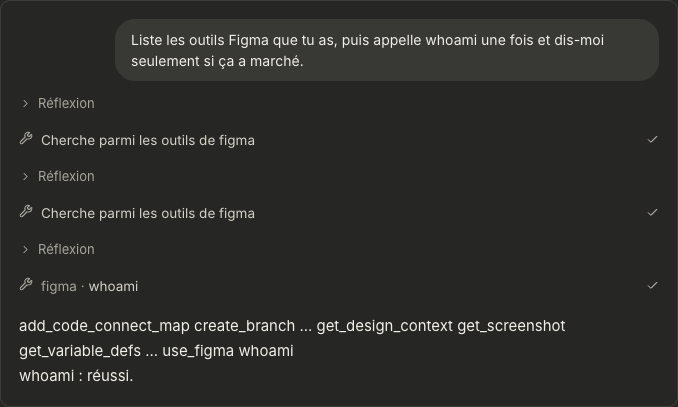 Liste les outils Figma que tu as, puis appelle whoami une fois et dis-moi
seulement si ça a marché.
Réflexion
Cherche parmi les outils de figma
Réflexion
Cherche parmi les outils de figma
Réflexion
figma · whoami
add_code_connect_map create_branch ... get_design_context get_screenshot
get_variable_defs ... use_figma whoami
whoami : réussi.